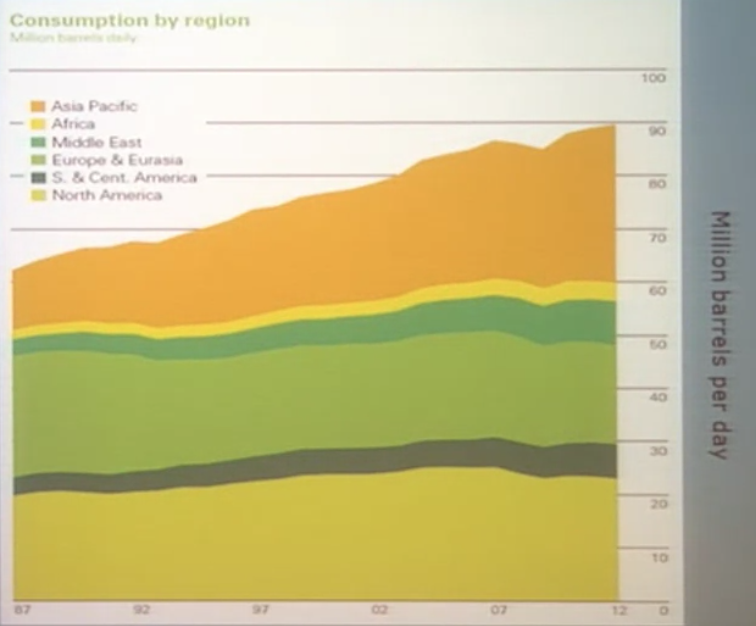 Consumption by region
Million barrels daily
100
Asia Pacific
Africa
Middle East
Europe & Eurasia
S. & Cent. America
North America
90
80
70
60
50
40
30
20
10
0
87 92 97 02 07 12
Million barrels per day